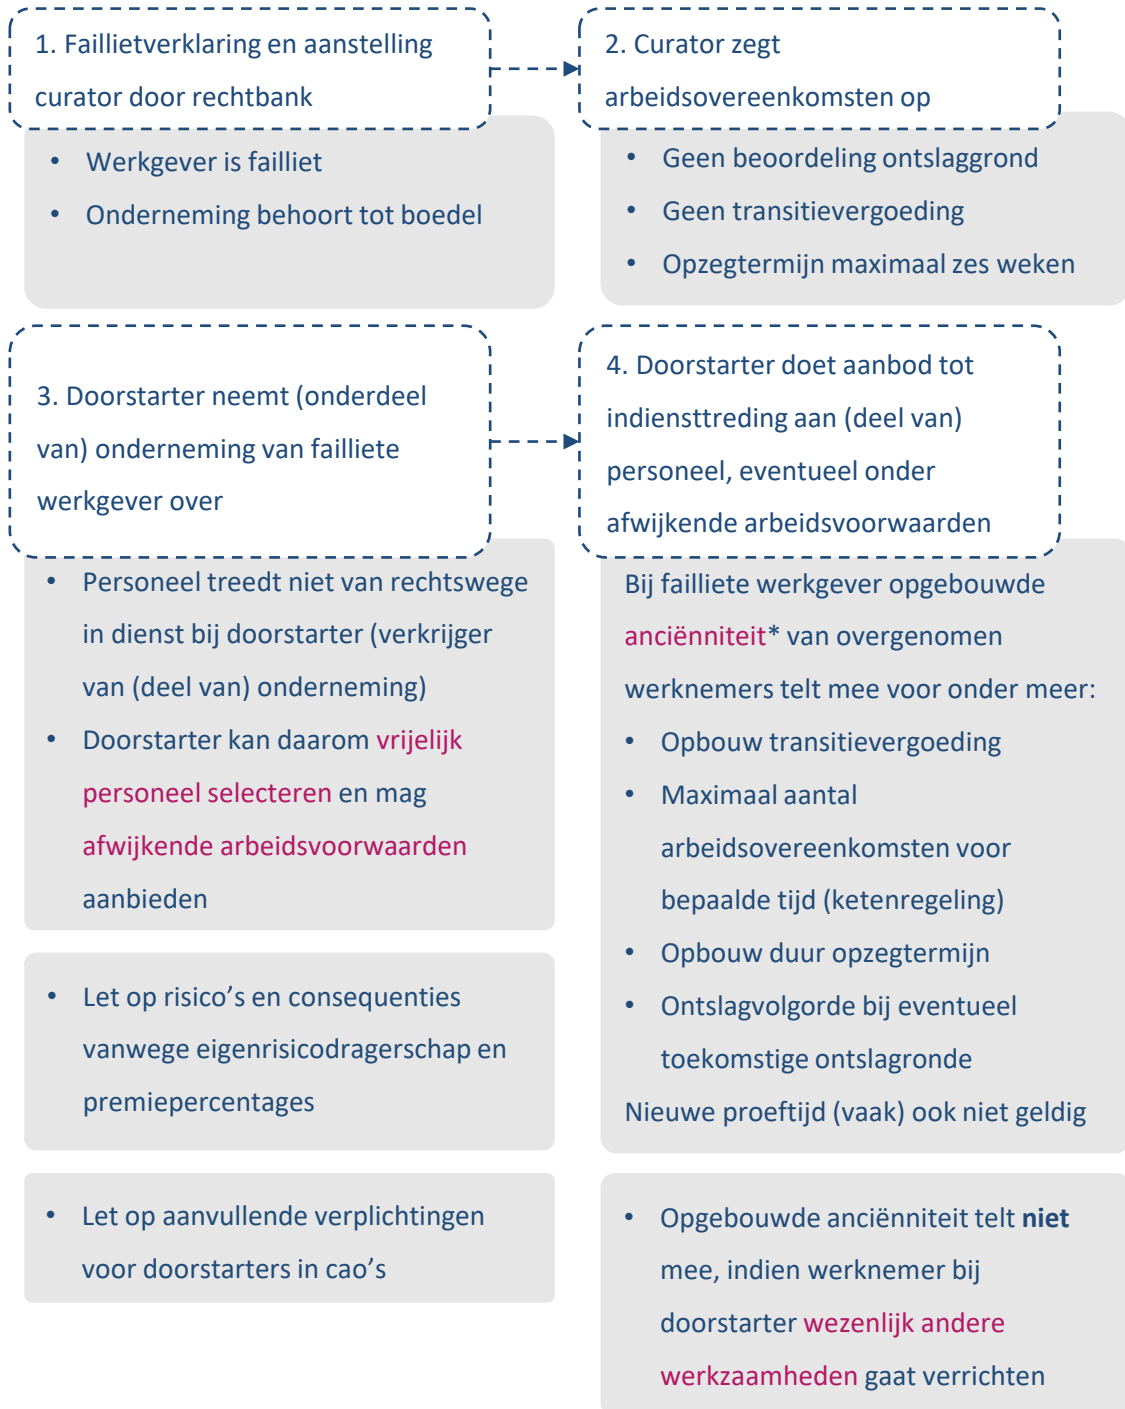 1. Faillietverklaring en aanstelling
curator door rechtbank
• Werkgever is failliet
• Onderneming behoort tot boedel
2. Curator zegt
arbeidsovereenkomsten op
• Geen beoordeling ontslaggrond
• Geen transitievergoeding
• Opzegtermijn maximaal zes weken
3. Doorstarter neemt (onderdeel
van) onderneming van failliete
werkgever over
• Personeel treedt niet van rechtswege
in dienst bij doorstarter (verkrijger
van (deel van) onderneming)
• Doorstarter kan daarom vrijelijk
personeel selecteren en mag
afwijkende arbeidsvoorwaarden
aanbieden
• Let op risico’s en consequenties
vanwege eigenrisicodragerschap en
premiepercentages
• Let op aanvullende verplichtingen
voor doorstarters in cao’s
4. Doorstarter doet aanbod tot
indiensttreding aan (deel van)
personeel, eventueel onder
afwijkende arbeidsvoorwaarden
Bij failliete werkgever opgebouwde
anciënniteit* van overgenomen
werknemers telt mee voor onder meer:
• Opbouw transitievergoeding
• Maximaal aantal
arbeidsovereenkomsten voor
bepaalde tijd (ketenregeling)
• Opbouw duur opzegtermijn
• Ontslagvolgorde bij eventueel
toekomstige ontslagronde
Nieuwe proeftijd (vaak) ook niet geldig
• Opgebouwde anciënniteit telt niet
mee, indien werknemer bij
doorstarter wezenlijk andere
werkzaamheden gaat verrichten